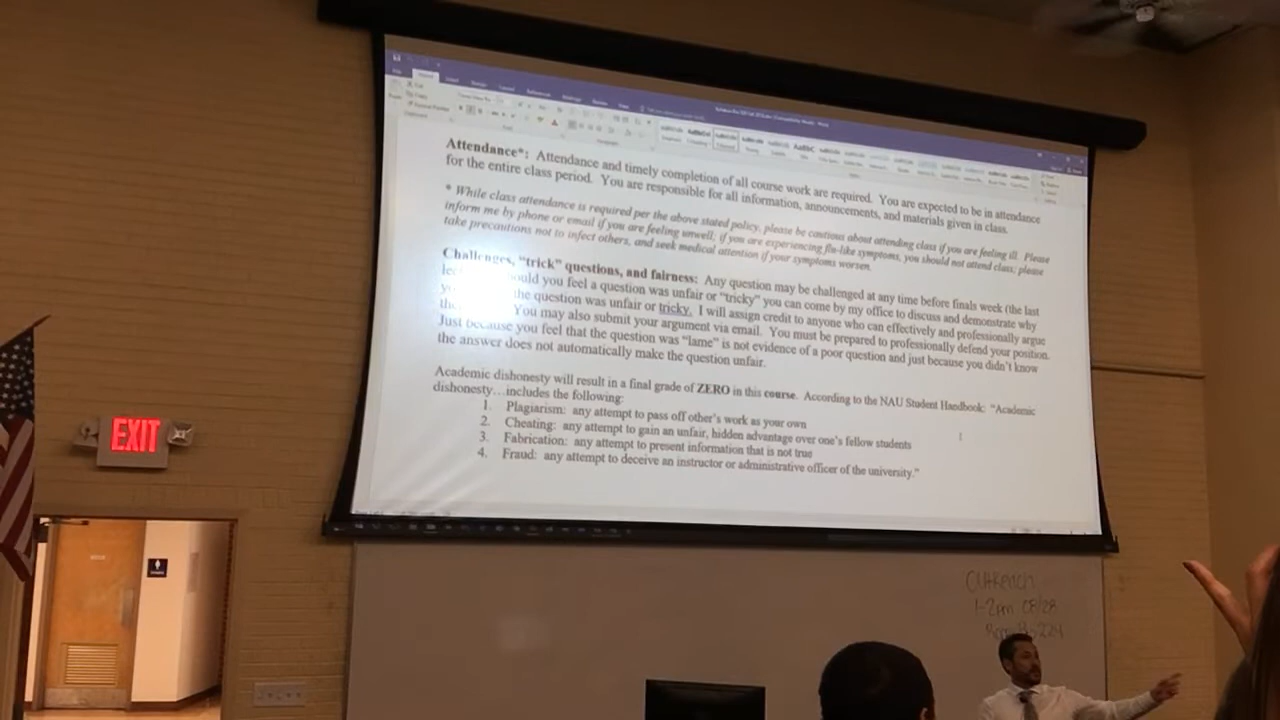 Attendance*: Attendance and timely completion of all course work are required. You are expected to be in attendance
for the entire class period. You are responsible for all information, announcements, and materials given in class.
* While class attendance is required per the above stated policy, please be cautious about attending class if you are feeling ill. Please
inform me by phone or email if you are feeling unwell; if you are experiencing flu-like symptoms, you should not attend class; please
take precautions not to infect others, and seek medical attention if your symptoms worsen.
Challenges, "trick" questions, and fairness: Any question may be challenged at any time before finals week (the last
you feel a question was unfair or "tricky" you can come by my office to discuss and demonstrate why
the question was unfair or tricky. I will assign credit to anyone who can effectively and professionally argue
You may also submit your argument via email. You must be prepared to professionally defend your position.
Just because you feel that the question was "lame" is not evidence of a poor question and just because you didn't know
the answer does not automatically make the question unfair.
Academic dishonesty will result in a final grade of ZERO in this course. According to the NAU Student Handbook: "Academic
dishonesty…includes the following:
1. Plagiarism: any attempt to pass off other's work as your own
2. Cheating: any attempt to gain an unfair, hidden advantage over one's fellow students
3. Fabrication: any attempt to present information that is not true
4. Fraud: any attempt to deceive an instructor or administrative officer of the university."
EXIT
OUtREACH
1-2pm 08/28
224